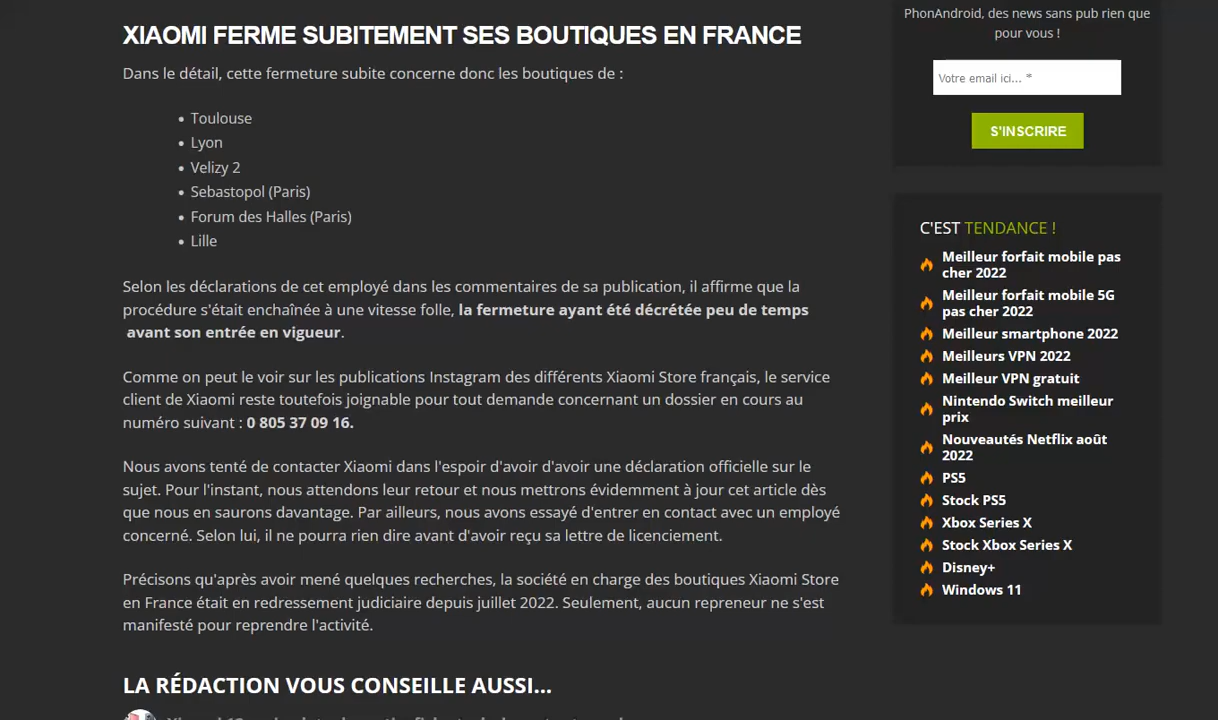 XIAOMI FERME SUBITEMENT SES BOUTIQUES EN FRANCE
Dans le détail, cette fermeture subite concerne donc les boutiques de :
Toulouse
Lyon
Velizy 2
Sebastopol (Paris)
Forum des Halles (Paris)
Lille
Selon les déclarations de cet employé dans les commentaires de sa publication, il affirme que la
procédure s'était enchaînée à une vitesse folle, la fermeture ayant été décrétée peu de temps
avant son entrée en vigueur.
Comme on peut le voir sur les publications Instagram des différents Xiaomi Store français, le service
client de Xiaomi reste toutefois joignable pour tout demande concernant un dossier en cours au
numéro suivant : 0 805 37 09 16.
Nous avons tenté de contacter Xiaomi dans l'espoir d'avoir d'avoir une déclaration officielle sur le
sujet. Pour l'instant, nous attendons leur retour et nous mettrons évidemment à jour cet article dès
que nous en saurons davantage. Par ailleurs, nous avons essayé d'entrer en contact avec un employé
concerné. Selon lui, il ne pourra rien dire avant d'avoir reçu sa lettre de licenciement.
Précisons qu'après avoir mené quelques recherches, la société en charge des boutiques Xiaomi Store
en France était en redressement judiciaire depuis juillet 2022. Seulement, aucun repreneur ne s'est
manifesté pour reprendre l'activité.
LA RÉDACTION VOUS CONSEILLE AUSSI...
PhonAndroid, des news sans pub rien que
pour vous !
Votre email ici... *
S'INSCRIRE
C'EST TENDANCE !
Meilleur forfait mobile pas
cher 2022
Meilleur forfait mobile 5G
pas cher 2022
Meilleur smartphone 2022
Meilleurs VPN 2022
Meilleur VPN gratuit
Nintendo Switch meilleur
prix
Nouveautés Netflix août
2022
PS5
Stock PS5
Xbox Series X
Stock Xbox Series X
Disney+
Windows 11